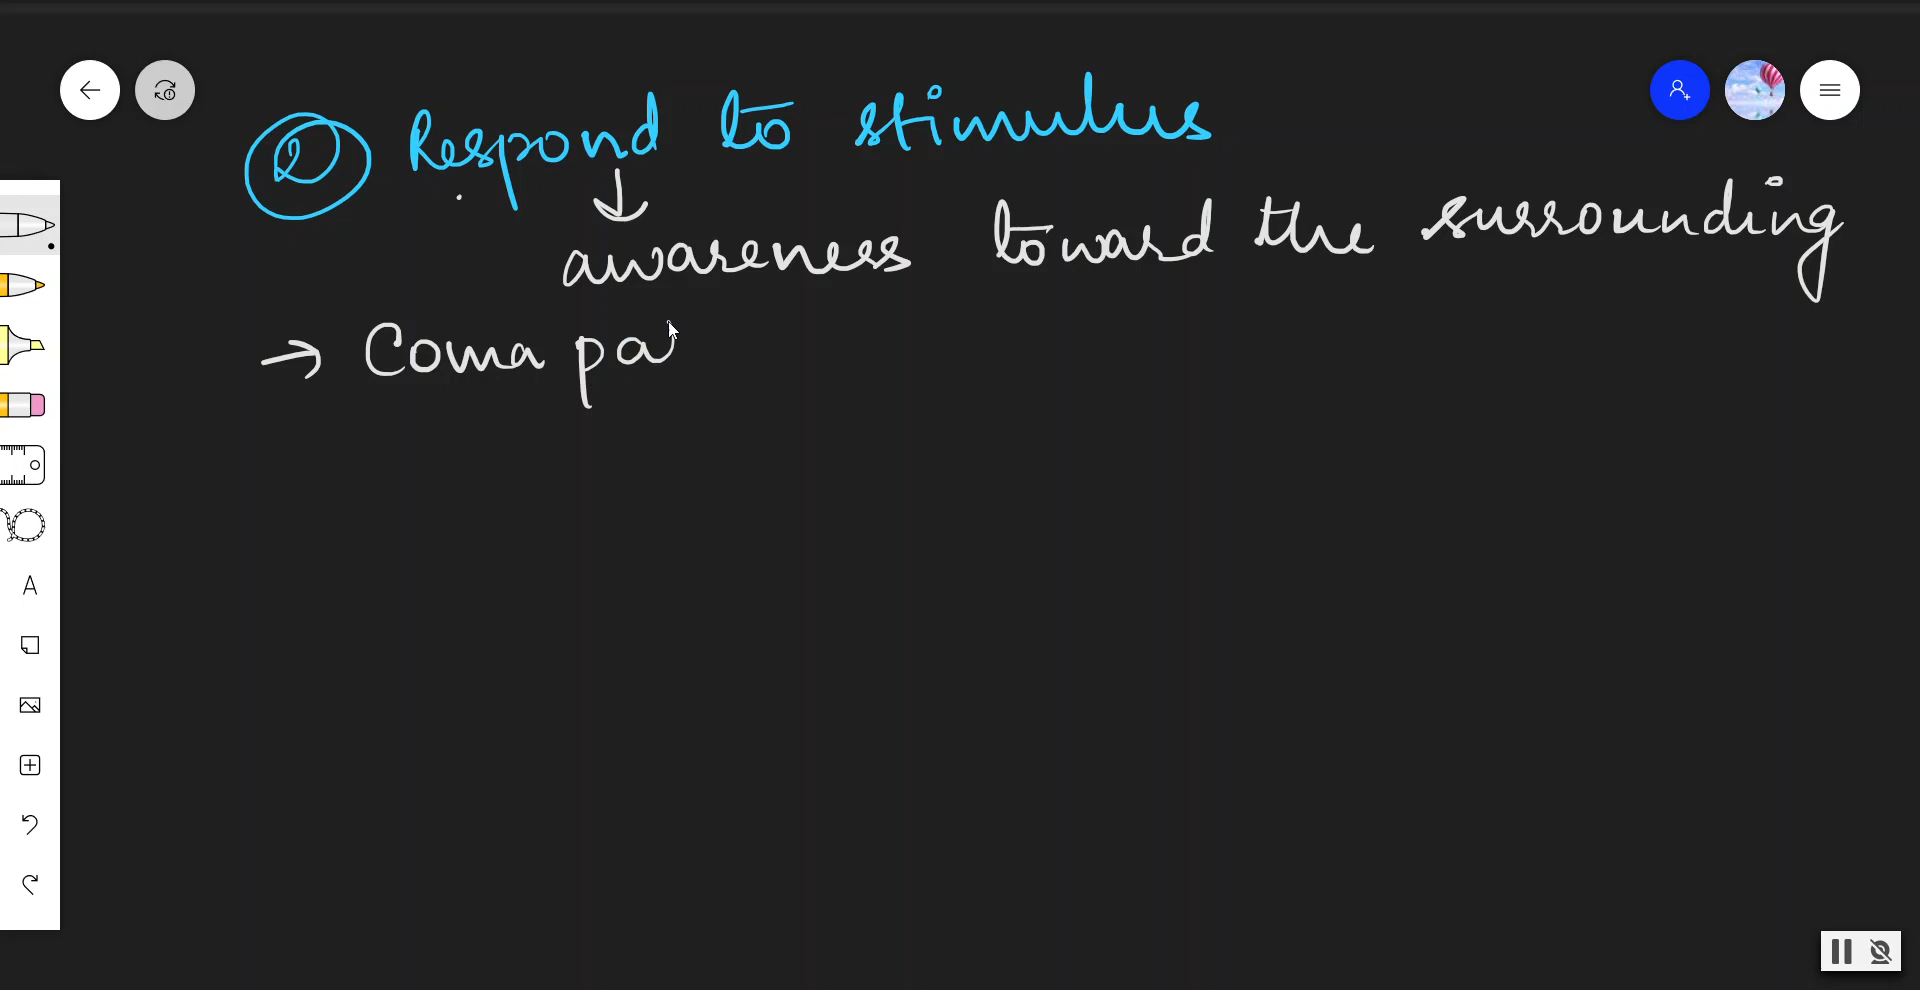 ② Respond to stimulus
↓
awareness toward the surrounding
→ Coma pa
A